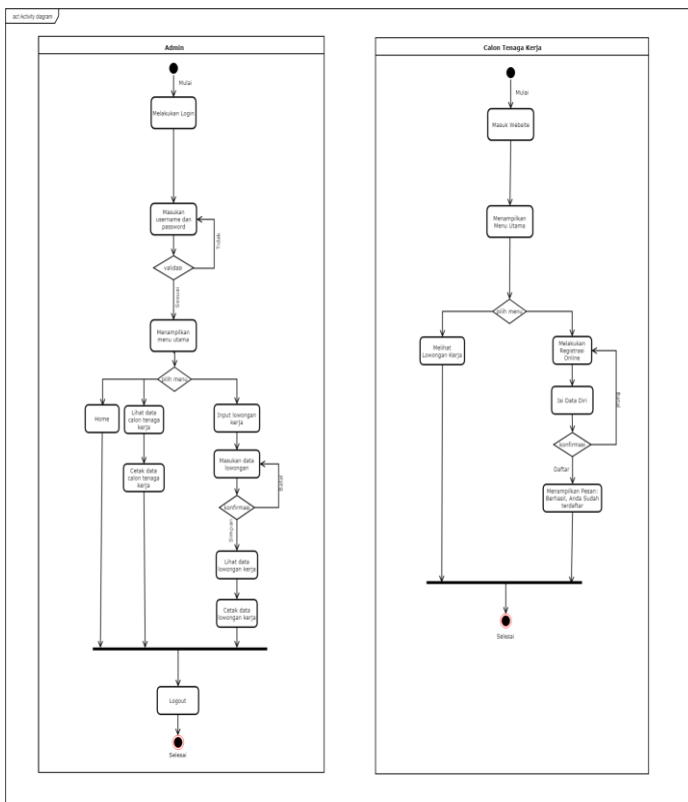 act Activity diagram
Admin
Mulai
Melakukan Login
Masukan
username dan
password
Tidak
validasi
Sesuai
Menampilkan
menu utama
pilih menu
Home
Lihat data
calon tenaga
kerja
Cetak data
calon tenaga
kerja
Input lowongan
kerja
Masukan data
lowongan
Batal
konfirmasi
Simpan
Lihat data
lowongan kerja
Cetak data
lowongan kerja
Logout
Selesai
Calon Tenaga Kerja
Mulai
Masuk Website
Menampilkan
Menu Utama
pilih menu
Melihat
Lowongan Kerja
Melakukan
Registrasi
Online
Isi Data Diri
Batal
konfirmasi
Daftar
Menampilkan Pesan:
Berhasil, Anda Sudah
terdaftar
Selesai